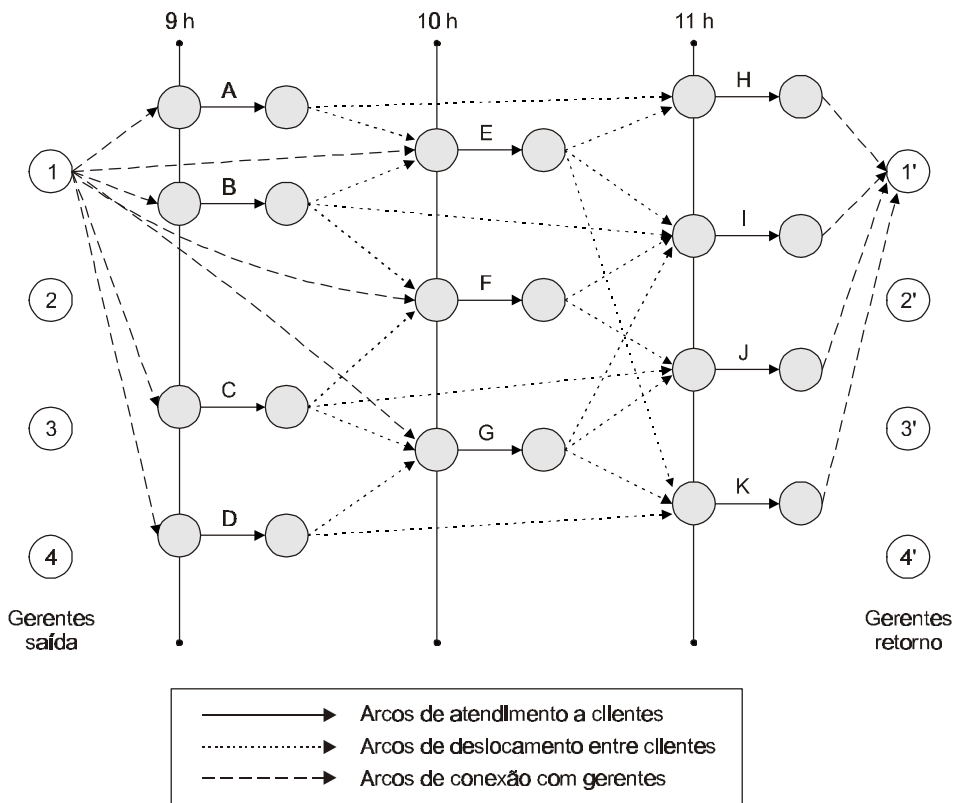 9 h 10 h 11 h
A H
E
1 B 1'
I
2 F 2'
J
C
3 G 3'
K
D
4 4'
Gerentes saída
Gerentes retorno
Arcos de atendimento a clientes
Arcos de deslocamento entre clientes
Arcos de conexão com gerentes